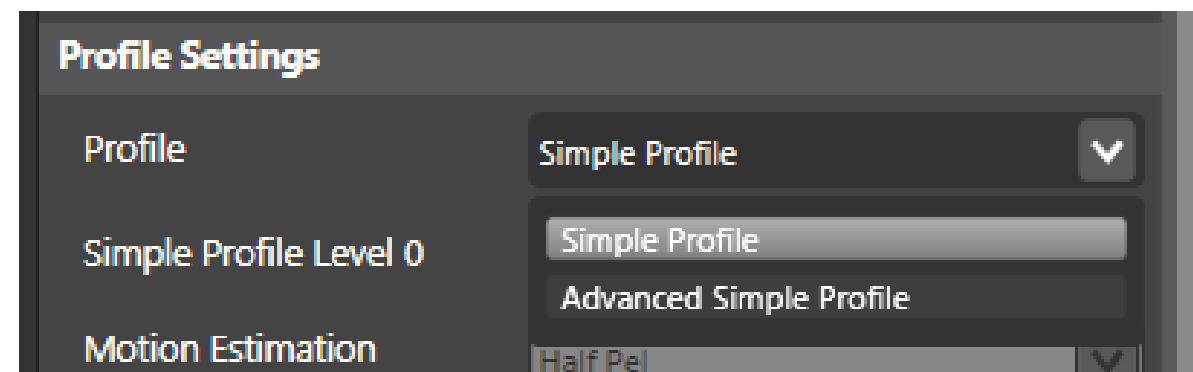 Profile Settings
Profile
Simple Profile
Simple Profile Level 0
Simple Profile
Advanced Simple Profile
Motion Estimation
Half Pel